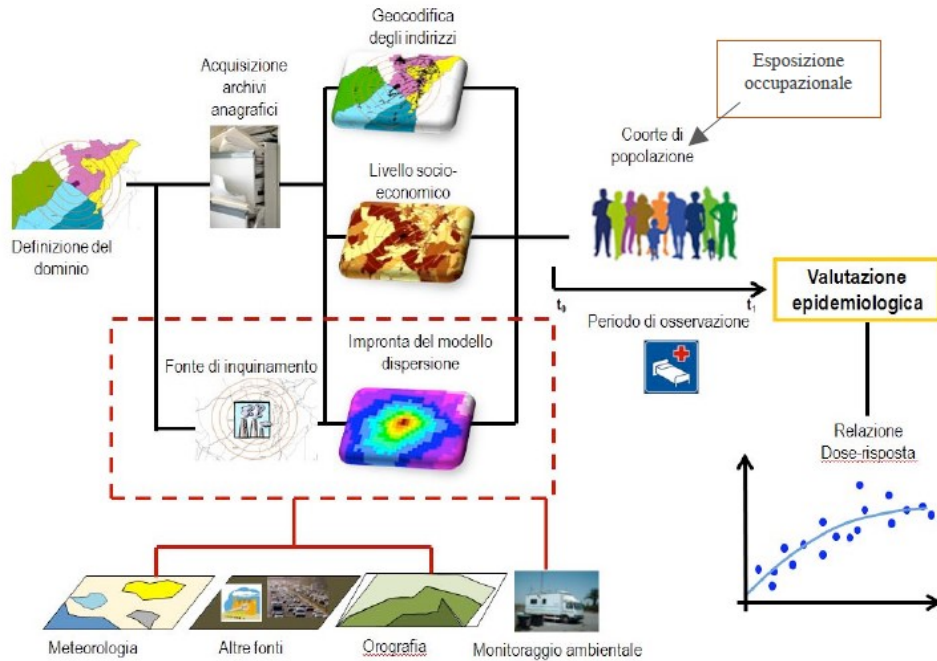 Geocodifica
degli indirizzi
Acquisizione
archivi
anagrafici
Esposizione
occupazionale
Coorte di
popolazione
Livello socio-
economico
Definizione del
dominio
Valutazione
epidemiologica
t₀
t₁
Periodo di osservazione
Fonte di inquinamento
Impronta del modello
dispersione
Relazione
Dose-risposta
Meteorologia
Altre fonti
Orografia
Monitoraggio ambientale